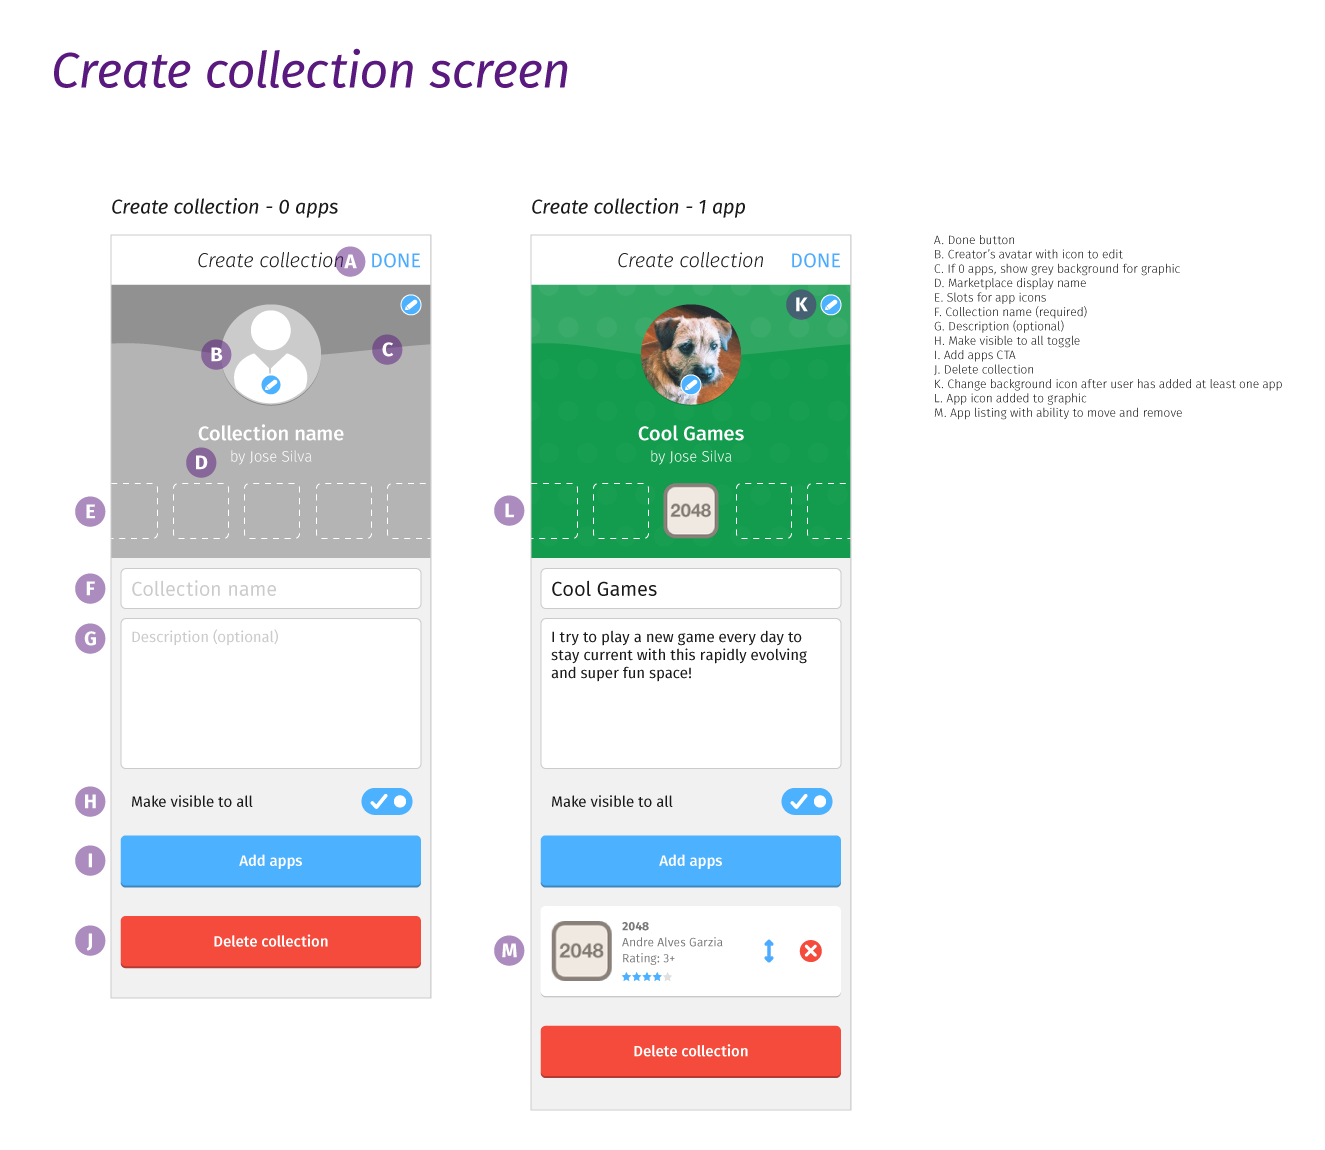 Create collection screen
Create collection - 0 apps
Create collection
A
DONE
B
C
Collection name
D
by Jose Silva
E
F
Collection name
G
Description (optional)
H
Make visible to all
I
Add apps
J
Delete collection
Create collection - 1 app
Create collection
DONE
K
Cool Games
by Jose Silva
L
2048
Cool Games
I try to play a new game every day to
stay current with this rapidly evolving
and super fun space!
Make visible to all
Add apps
M
2048
2048
Andre Alves Garzia
Rating: 3+
Delete collection
A. Done button
B. Creator's avatar with icon to edit
C. If 0 apps, show grey background for graphic
D. Marketplace display name
E. Slots for app icons
F. Collection name (required)
G. Description (optional)
H. Make visible to all toggle
I. Add apps CTA
J. Delete collection
K. Change background icon after user has added at least one app
L. App icon added to graphic
M. App listing with ability to move and remove